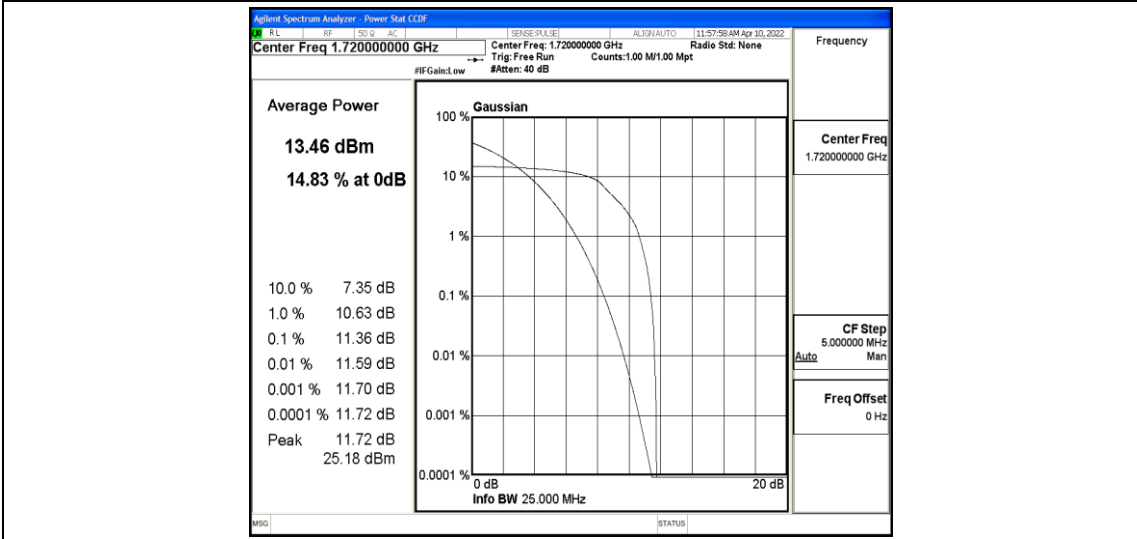 Agilent Spectrum Analyzer - Power Stat CCDF
RL RF 50 Ω AC SENSE:PULSE ALIGN AUTO 11:57:58 AM Apr 10, 2022
Center Freq 1.720000000 GHz
Center Freq: 1.720000000 GHz Radio Std: None
Trig: Free Run Counts:1.00 M/1.00 Mpt
#IFGain:Low #Atten: 40 dB
Frequency
Average Power
13.46 dBm
14.83 % at 0dB
10.0 % 7.35 dB
1.0 % 10.63 dB
0.1 % 11.36 dB
0.01 % 11.59 dB
0.001 % 11.70 dB
0.0001 % 11.72 dB
Peak 11.72 dB
25.18 dBm
Gaussian
100 %
10 %
1 %
0.1 %
0.01 %
0.001 %
0.0001 %
0 dB 20 dB
Info BW 25.000 MHz
Center Freq
1.720000000 GHz
CF Step
5.000000 MHz
Auto Man
Freq Offset
0 Hz
MSG STATUS